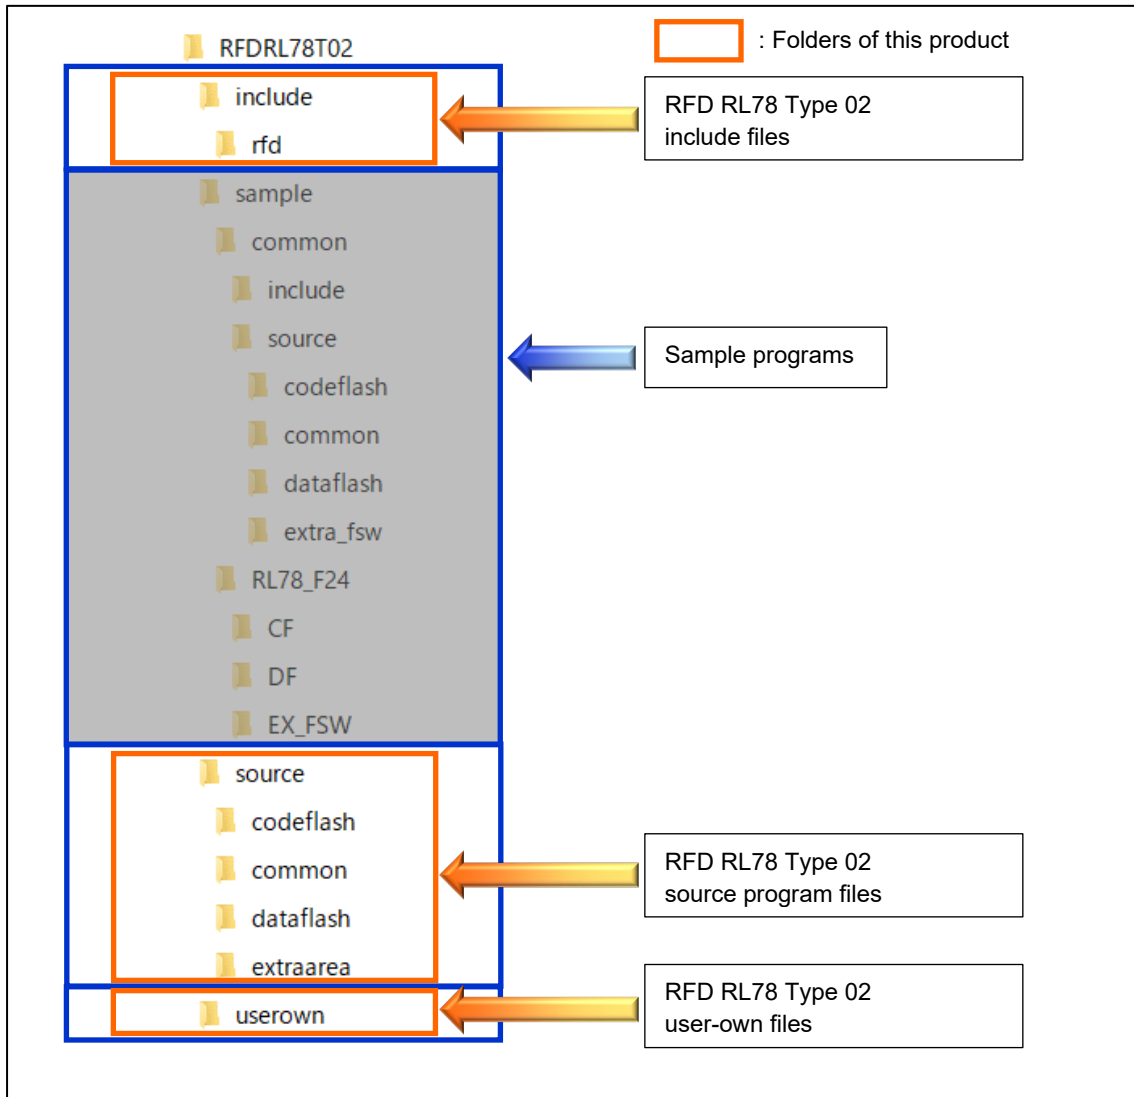 RFDRL78T02
: Folders of this product
include
rfd
RFD RL78 Type 02
include files
sample
common
include
source
codeflash
common
dataflash
extra_fsw
RL78_F24
CF
DF
EX_FSW
Sample programs
source
codeflash
common
dataflash
extraarea
RFD RL78 Type 02
source program files
userown
RFD RL78 Type 02
user-own files